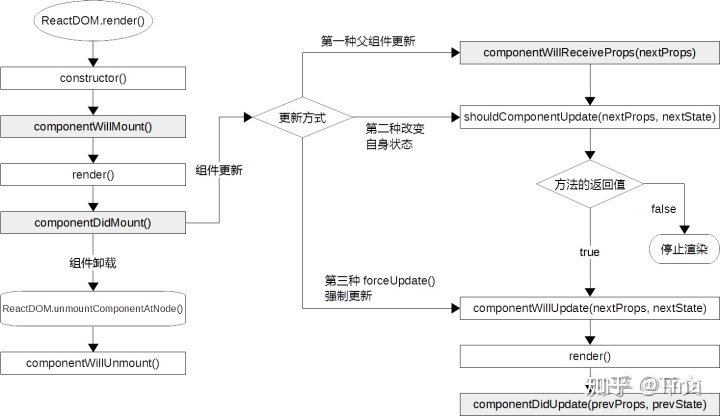 ReactDOM.render()
constructor()
componentWillMount()
render()
componentDidMount()
组件卸载
ReactDOM.unmountComponentAtNode()
componentWillUnmount()
组件更新
更新方式
第一种父组件更新
第二种改变
自身状态
第三种 forceUpdate()
强制更新
componentWillReceiveProps(nextProps)
shouldComponentUpdate(nextProps, nextState)
方法的返回值
false
停止渲染
true
componentWillUpdate(nextProps, nextState)
render()
componentDidUpdate(prevProps, prevState)